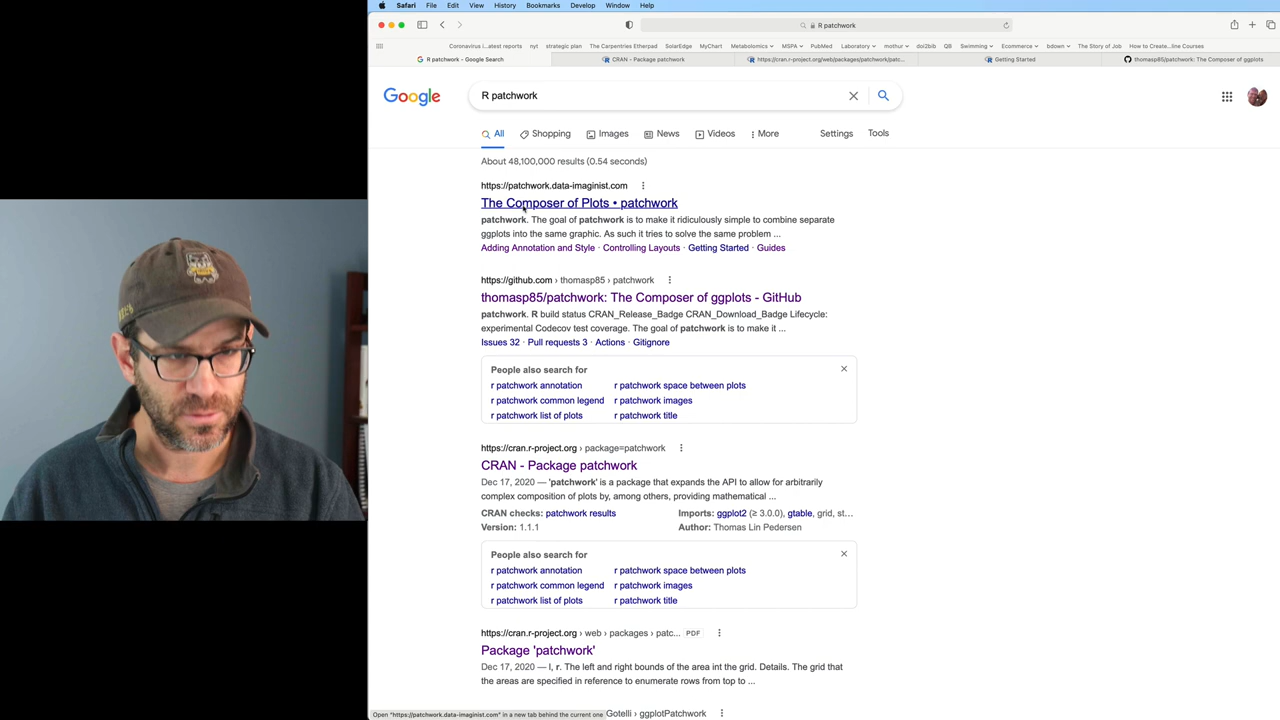 Safari File Edit View History Bookmarks Develop Window Help
R patchwork
Coronavirus i...atest reports nyt strategic plan The Carpentries Etherpad SolarEdge MyChart Metabolomics MSPA PubMed Laboratory mothur doi2bib QB Swimming Ecommerce bdown The Story of Job How to Create...line Courses
R patchwork - Google Search CRAN - Package patchwork https://cran.r-project.org/web/packages/patchwork/patc... Getting Started thomasp85/patchwork: The Composer of ggplots
Google R patchwork
All Shopping Images News Videos More Settings Tools
About 48,100,000 results (0.54 seconds)
https://patchwork.data-imaginist.com
The Composer of Plots • patchwork
patchwork. The goal of patchwork is to make it ridiculously simple to combine separate
ggplots into the same graphic. As such it tries to solve the same problem ...
Adding Annotation and Style · Controlling Layouts · Getting Started · Guides
https://github.com › thomasp85 › patchwork
thomasp85/patchwork: The Composer of ggplots - GitHub
patchwork. R build status CRAN_Release_Badge CRAN_Download_Badge Lifecycle:
experimental Codecov test coverage. The goal of patchwork is to make it ...
Issues 32 · Pull requests 3 · Actions · Gitignore
People also search for
r patchwork annotation r patchwork space between plots
r patchwork common legend r patchwork images
r patchwork list of plots r patchwork title
https://cran.r-project.org › package=patchwork
CRAN - Package patchwork
Dec 17, 2020 — 'patchwork' is a package that expands the API to allow for arbitrarily
complex composition of plots by, among others, providing mathematical ...
CRAN checks: patchwork results Imports: ggplot2 (≥ 3.0.0), gtable, grid, st...
Version: 1.1.1 Author: Thomas Lin Pedersen
People also search for
r patchwork annotation r patchwork space between plots
r patchwork common legend r patchwork images
r patchwork list of plots r patchwork title
https://cran.r-project.org › web › packages › patc... PDF
Package 'patchwork'
Dec 17, 2020 — l, r. The left and right bounds of the area int the grid. Details. The grid that
the areas are specified in reference to enumerate rows from top to ...
Open "https://patchwork.data-imaginist.com" in a new tab behind the current one Gotelli › ggplotPatchwork